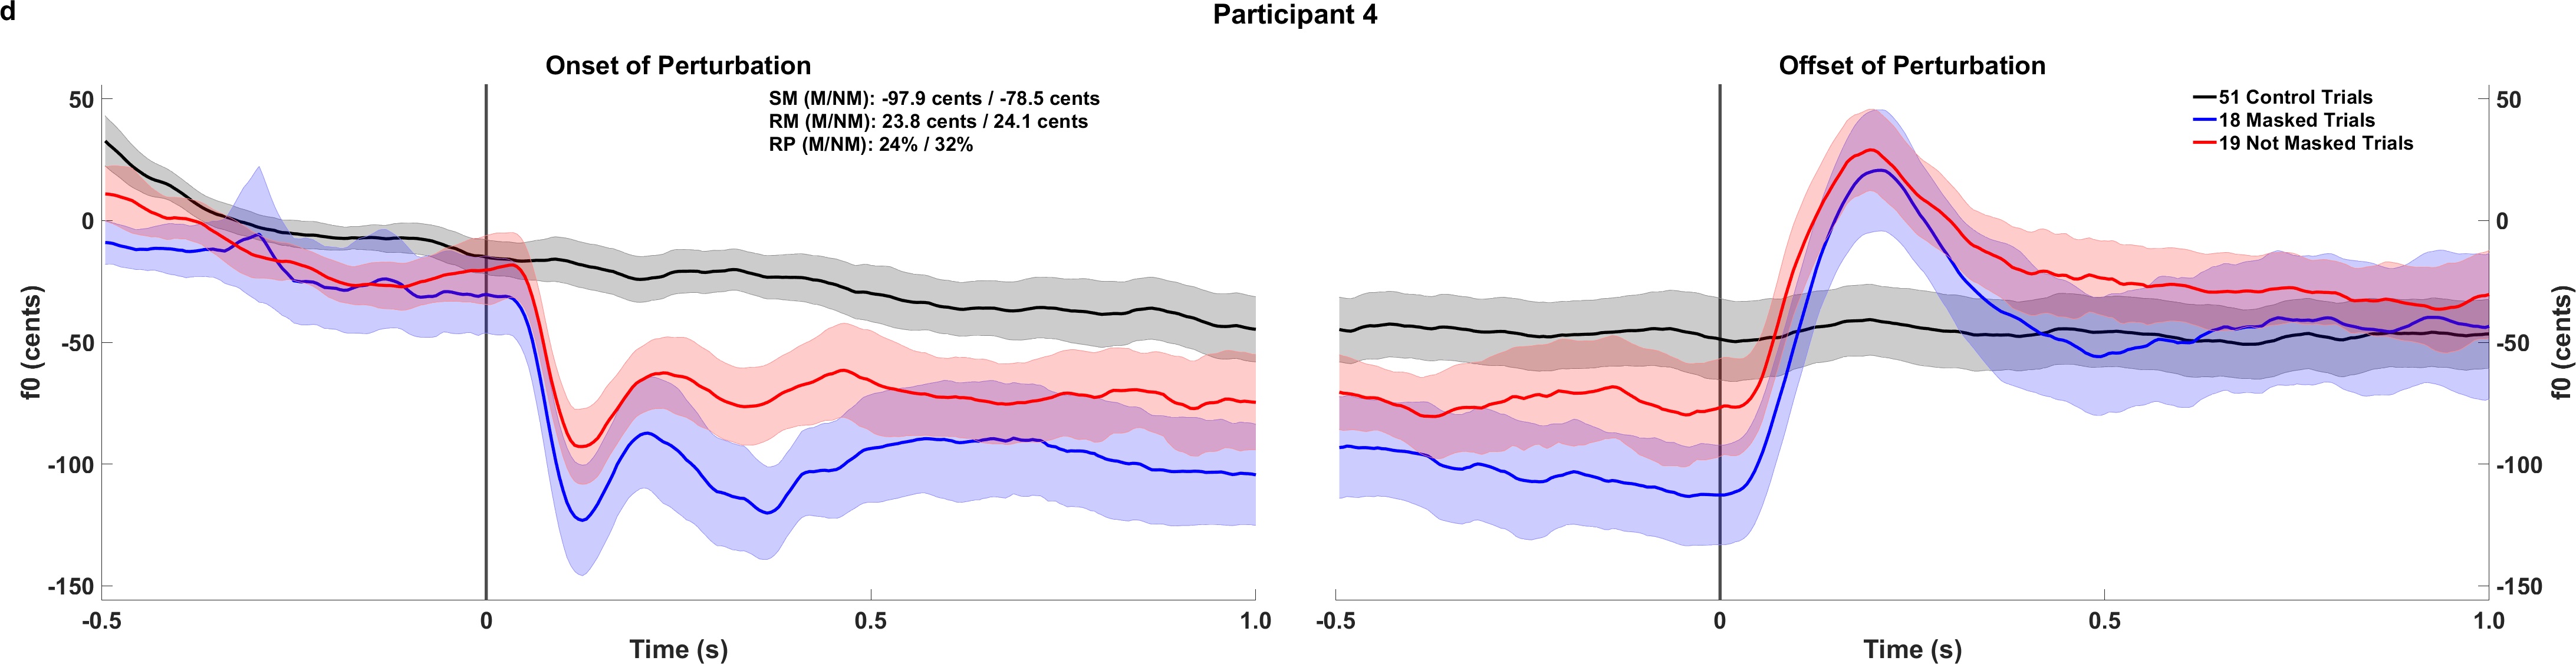 d
Participant 4
Onset of Perturbation
SM (M/NM): -97.9 cents / -78.5 cents
RM (M/NM): 23.8 cents / 24.1 cents
RP (M/NM): 24% / 32%
50
0
-50
-100
-150
f0 (cents)
-0.5
0
0.5
1.0
Time (s)
Offset of Perturbation
51 Control Trials
18 Masked Trials
19 Not Masked Trials
50
0
-50
-100
-150
f0 (cents)
-0.5
0
0.5
1.0
Time (s)